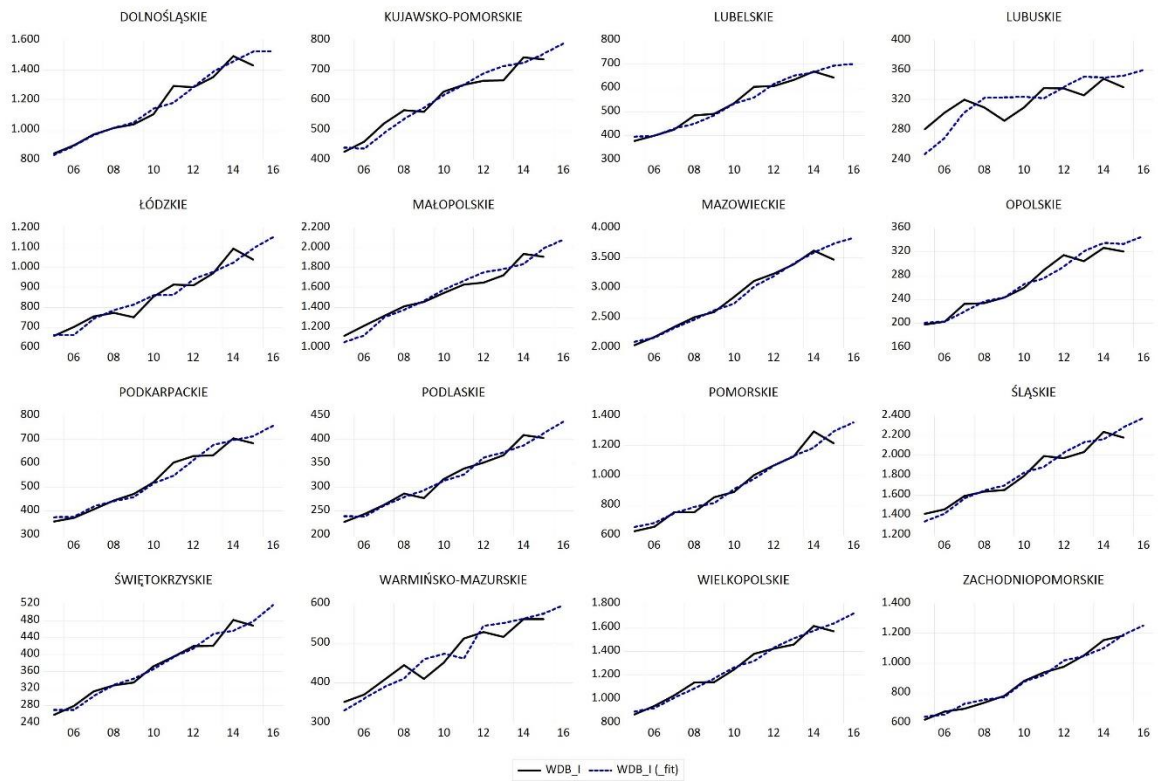 DOLNOŚLĄSKIE
1.600
1.400
1.200
1.000
800
06 08 10 12 14 16
KUJAWSKO-POMORSKIE
800
700
600
500
400
06 08 10 12 14 16
LUBELSKIE
800
700
600
500
400
300
06 08 10 12 14 16
LUBUSKIE
400
360
320
280
240
06 08 10 12 14 16
ŁÓDZKIE
1.200
1.100
1.000
900
800
700
600
06 08 10 12 14 16
MAŁOPOLSKIE
2.200
2.000
1.800
1.600
1.400
1.200
1.000
06 08 10 12 14 16
MAZOWIECKIE
4.000
3.500
3.000
2.500
2.000
06 08 10 12 14 16
OPOLSKIE
360
320
280
240
200
160
06 08 10 12 14 16
PODKARPACKIE
800
700
600
500
400
300
06 08 10 12 14 16
PODLASKIE
450
400
350
300
250
200
06 08 10 12 14 16
POMORSKIE
1.400
1.200
1.000
800
600
06 08 10 12 14 16
ŚLĄSKIE
2.400
2.200
2.000
1.800
1.600
1.400
1.200
06 08 10 12 14 16
ŚWIĘTOKRZYSKIE
520
480
440
400
360
320
280
240
06 08 10 12 14 16
WARMIŃSKO-MAZURSKIE
600
500
400
300
06 08 10 12 14 16
WIELKOPOLSKIE
1.800
1.600
1.400
1.200
1.000
800
06 08 10 12 14 16
ZACHODNIOPOMORSKIE
1.400
1.200
1.000
800
600
06 08 10 12 14 16
WDB_I WDB_I (_fit)